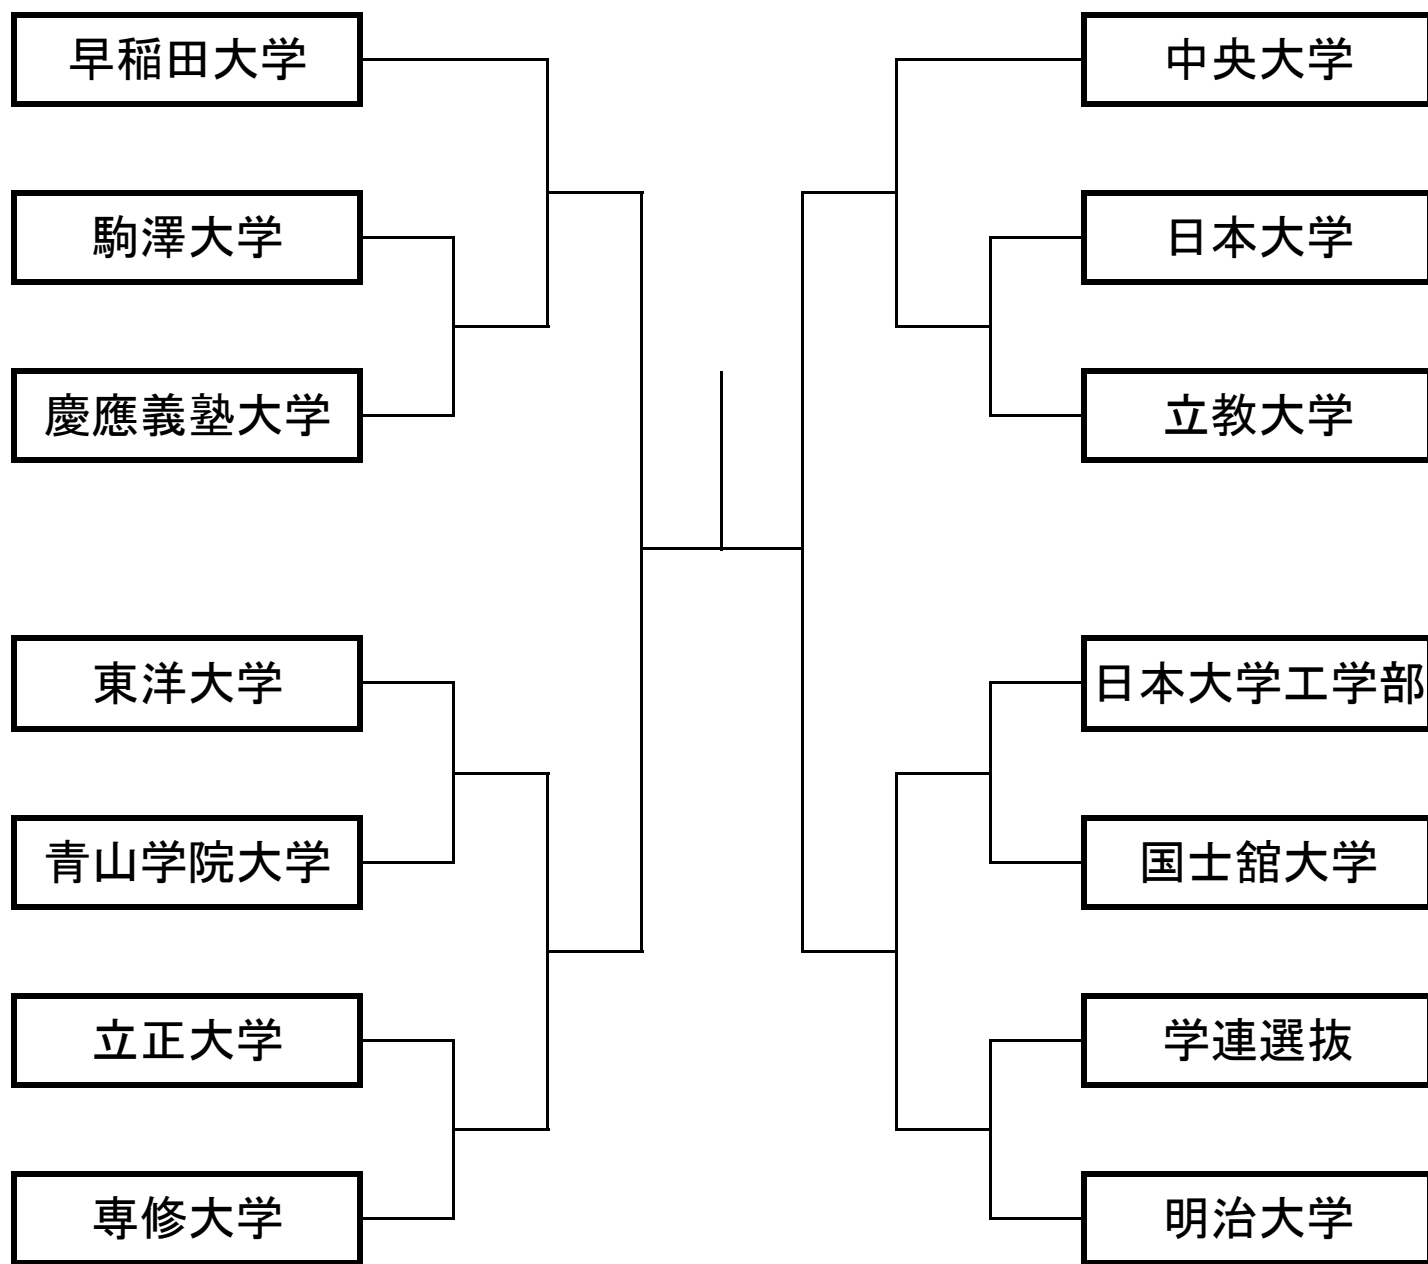 早稲田大学
駒澤大学
慶應義塾大学
東洋大学
青山学院大学
立正大学
専修大学
中央大学
日本大学
立教大学
日本大学工学部
国士舘大学
学連選抜
明治大学